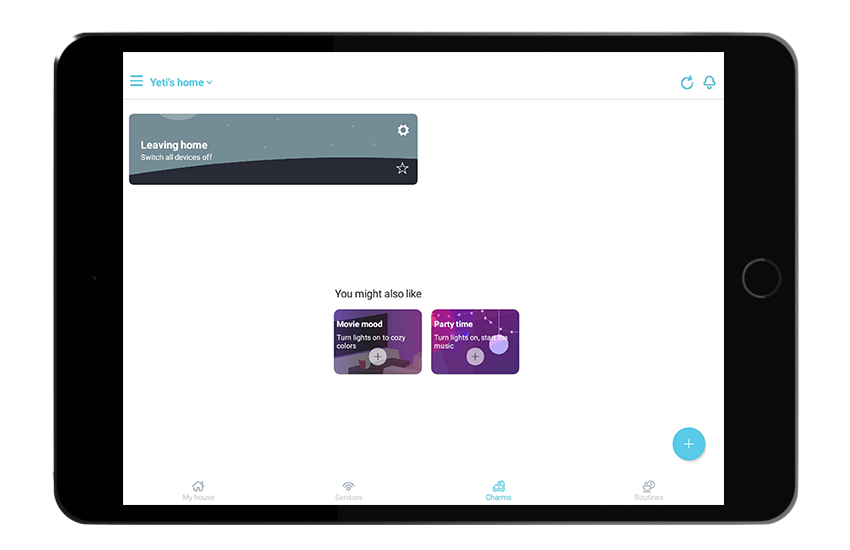 Yeti's home
Leaving home
Switch all devices off
You might also like
Movie mood
Turn lights on to cozy
colors
Party time
Turn lights on, start the
music
My house
Sensors
Charms
Routines